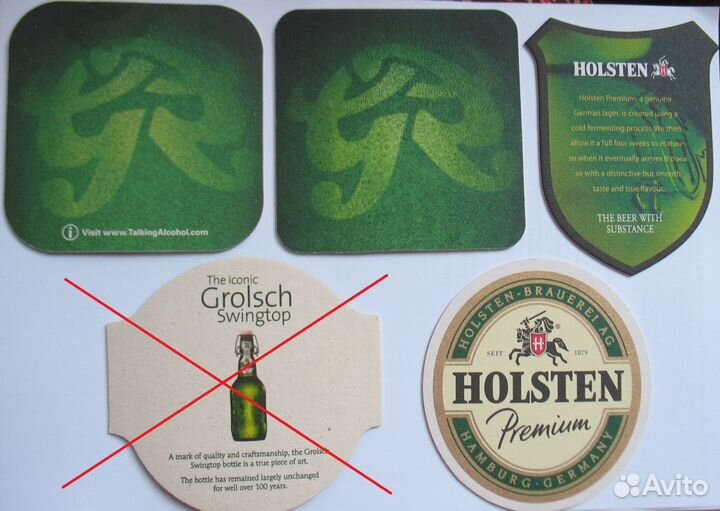 Visit www.TalkingAlcohol.com
HOLSTEN
Holsten Premium, a genuine
German lager, is created using a
cold fermenting process. We then
allow it a full four weeks to mature
so when it eventually arrives it does
so with a distinctive but smooth
taste and true flavour.
THE BEER WITH
SUBSTANCE
The iconic
Grolsch
Swingtop
A mark of quality and craftsmanship, the Grolsch
Swingtop bottle is a true piece of art.
The bottle has remained largely unchanged
for well over 100 years.
HOLSTEN-BRAUEREI AG
SEIT 1879
HOLSTEN
Premium
HAMBURG-GERMANY
Avito